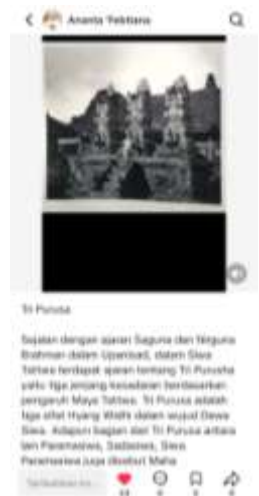 Ananta Yektiana
Tri Purusa
Sejalan dengan ajaran Saguna dan Nirguna
Brahman dalam Upanisad, dalam Siwa
Tattwa terdapat ajaran tentang Tri Purusha
yaitu tiga jenjang kesadaran berdasarkan
pengaruh Maya Tattwa. Tri Purusa adalah
tiga sifat Hyang Widhi dalam wujud Dewa
Siwa. Adapun bagian dari Tri Purusa antara
lain Paramasiwa, Sadasiwa, Siwa.
Paramasiwa juga disebut Maha